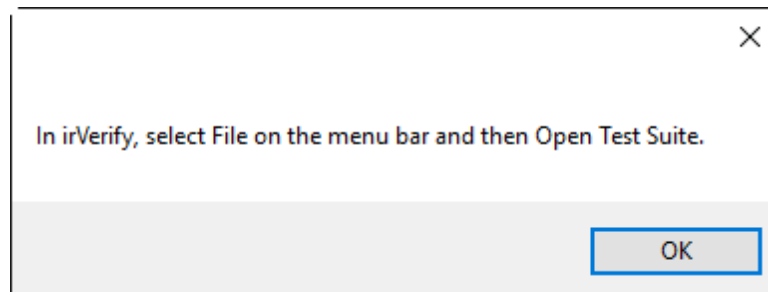 In irVerify, select File on the menu bar and then Open Test Suite.
OK